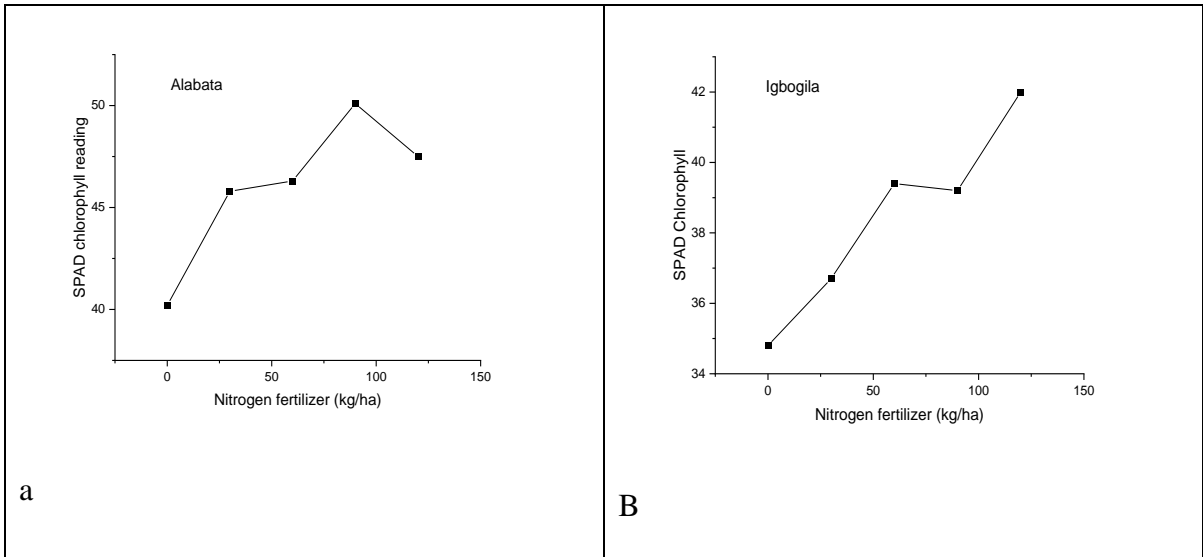 Alabata
50
45
40
SPAD chlorophyll reading
0
50
100
150
Nitrogen fertilizer (kg/ha)
a
Igbogila
42
40
38
36
34
SPAD Chlorophyll
0
50
100
150
Nitrogen fertilizer (kg/ha)
B